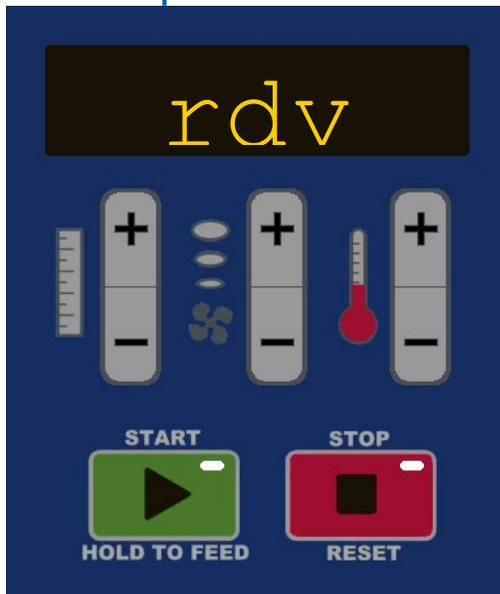 rdv
+ + +
− − −
START STOP
HOLD TO FEED RESET